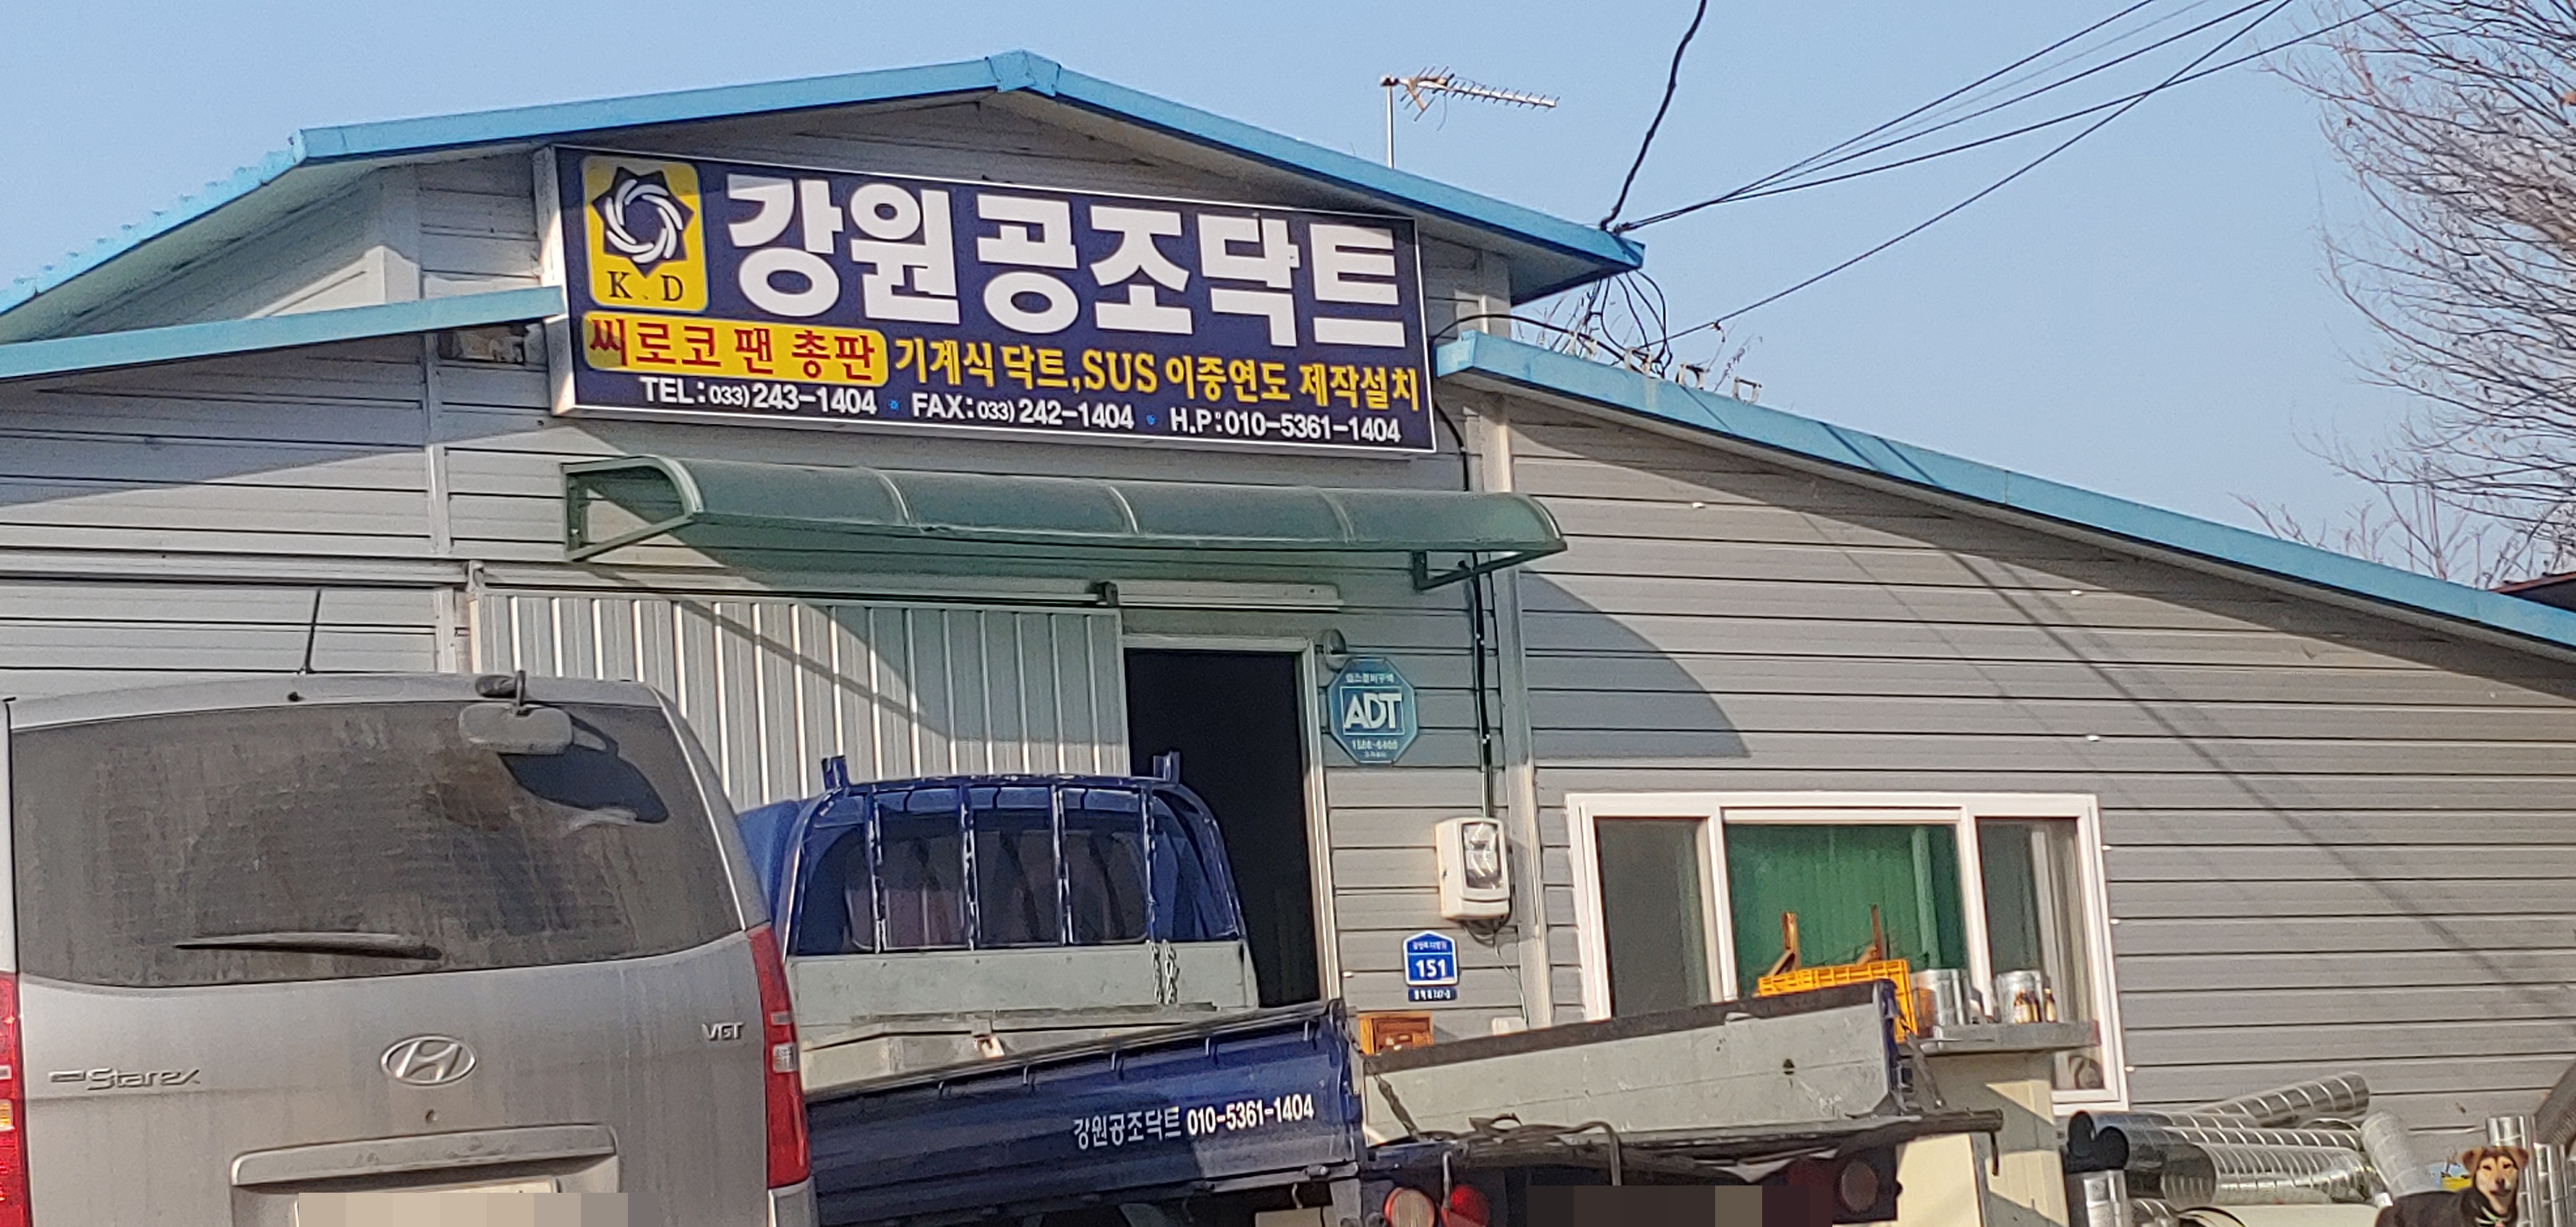 K.D
강원공조닥트
씨로코 팬 총판
기계식 닥트,SUS 이중연도 제작설치
TEL:033)243-1404 • FAX:033)242-1404 • H.P:010-5361-1404
ADT
151
VGT
Starex
강원공조닥트 010-5361-1404